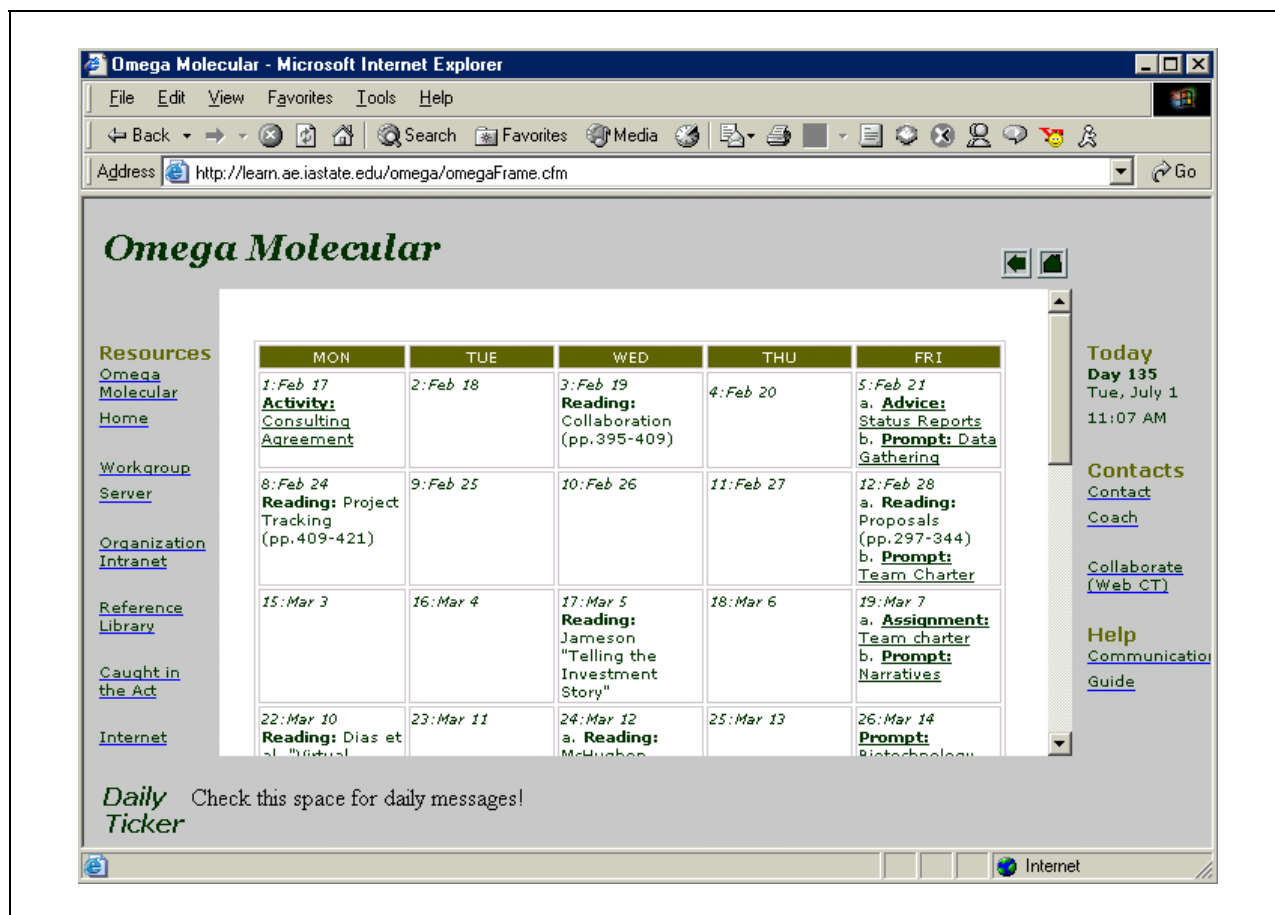 Omega Molecular - Microsoft Internet Explorer
File Edit View Favorites Tools Help
Back Search Favorites Media
Address http://learn.ae.iastate.edu/omega/omegaFrame.cfm Go
Omega Molecular
Resources
Omega
Molecular
Home
Workgroup
Server
Organization
Intranet
Reference
Library
Caught in
the Act
Internet
MON TUE WED THU FRI
1:Feb 17
Activity:
Consulting
Agreement
2:Feb 18
3:Feb 19
Reading:
Collaboration
(pp.395-409)
4:Feb 20
5:Feb 21
a. Advice:
Status Reports
b. Prompt: Data
Gathering
8:Feb 24
Reading: Project
Tracking
(pp.409-421)
9:Feb 25
10:Feb 26
11:Feb 27
12:Feb 28
a. Reading:
Proposals
(pp.297-344)
b. Prompt:
Team Charter
15:Mar 3
16:Mar 4
17:Mar 5
Reading:
Jameson
"Telling the
Investment
Story"
18:Mar 6
19:Mar 7
a. Assignment:
Team charter
b. Prompt:
Narratives
22:Mar 10
Reading: Dias et
al. "Virtual
23:Mar 11
24:Mar 12
a. Reading:
McHughen
25:Mar 13
26:Mar 14
Prompt:
Biotechnology
Today
Day 135
Tue, July 1
11:07 AM
Contacts
Contact
Coach
Collaborate
(Web CT)
Help
Communication
Guide
Daily
Ticker
Check this space for daily messages!
Internet